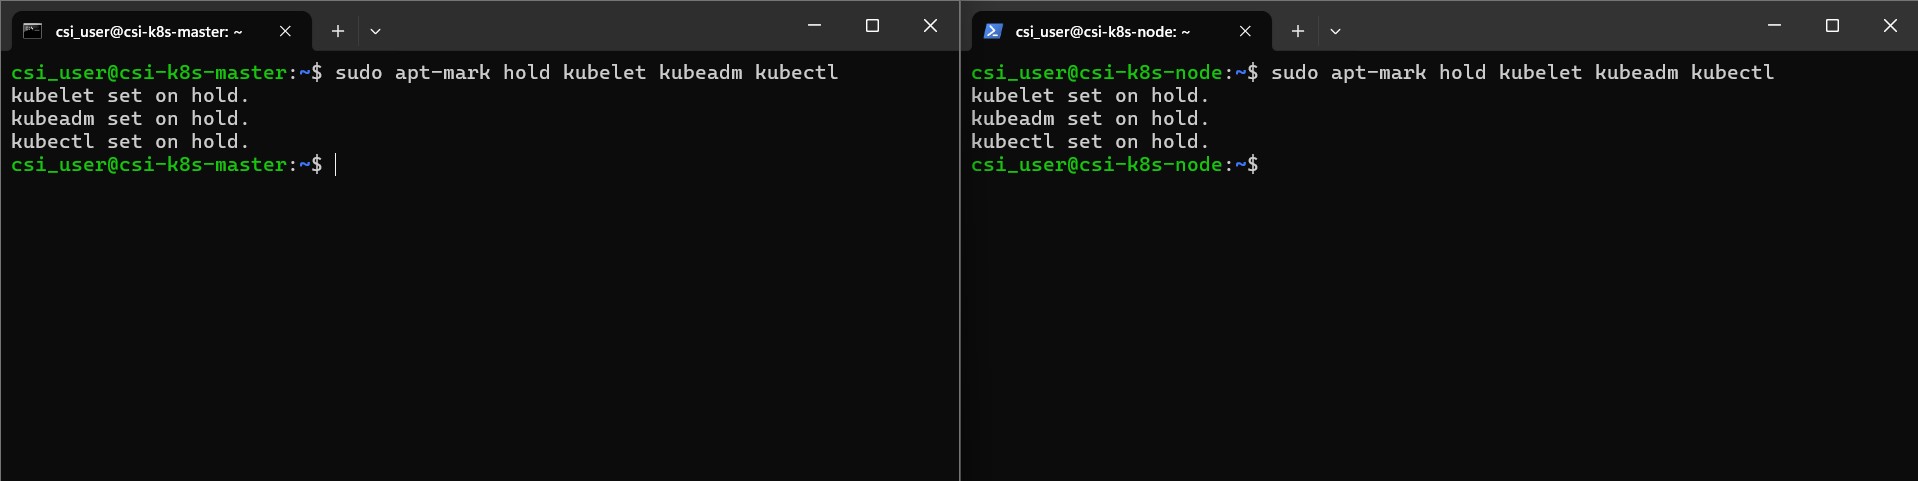 csi_user@csi-k8s-master: ~
csi_user@csi-k8s-master:~$ sudo apt-mark hold kubelet kubeadm kubectl
kubelet set on hold.
kubeadm set on hold.
kubectl set on hold.
csi_user@csi-k8s-master:~$
csi_user@csi-k8s-node: ~
csi_user@csi-k8s-node:~$ sudo apt-mark hold kubelet kubeadm kubectl
kubelet set on hold.
kubeadm set on hold.
kubectl set on hold.
csi_user@csi-k8s-node:~$